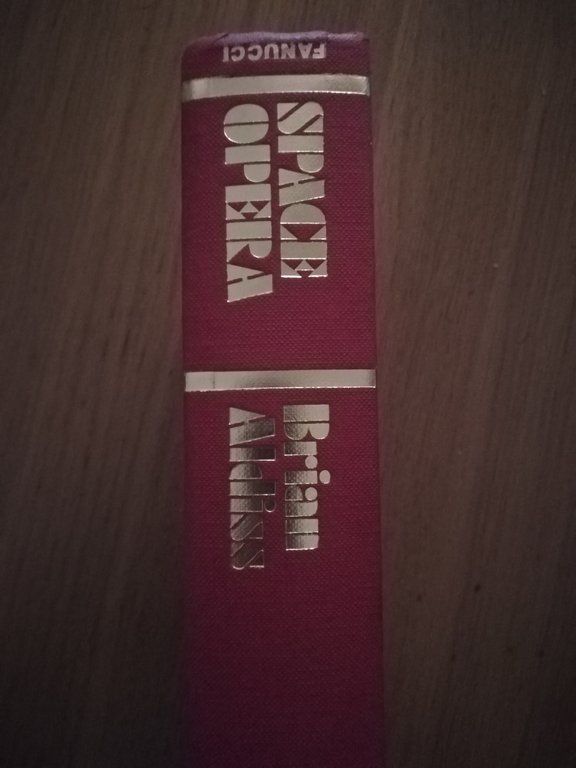 FANUCCI
SPACE
OPERA
Brian
Aldiss